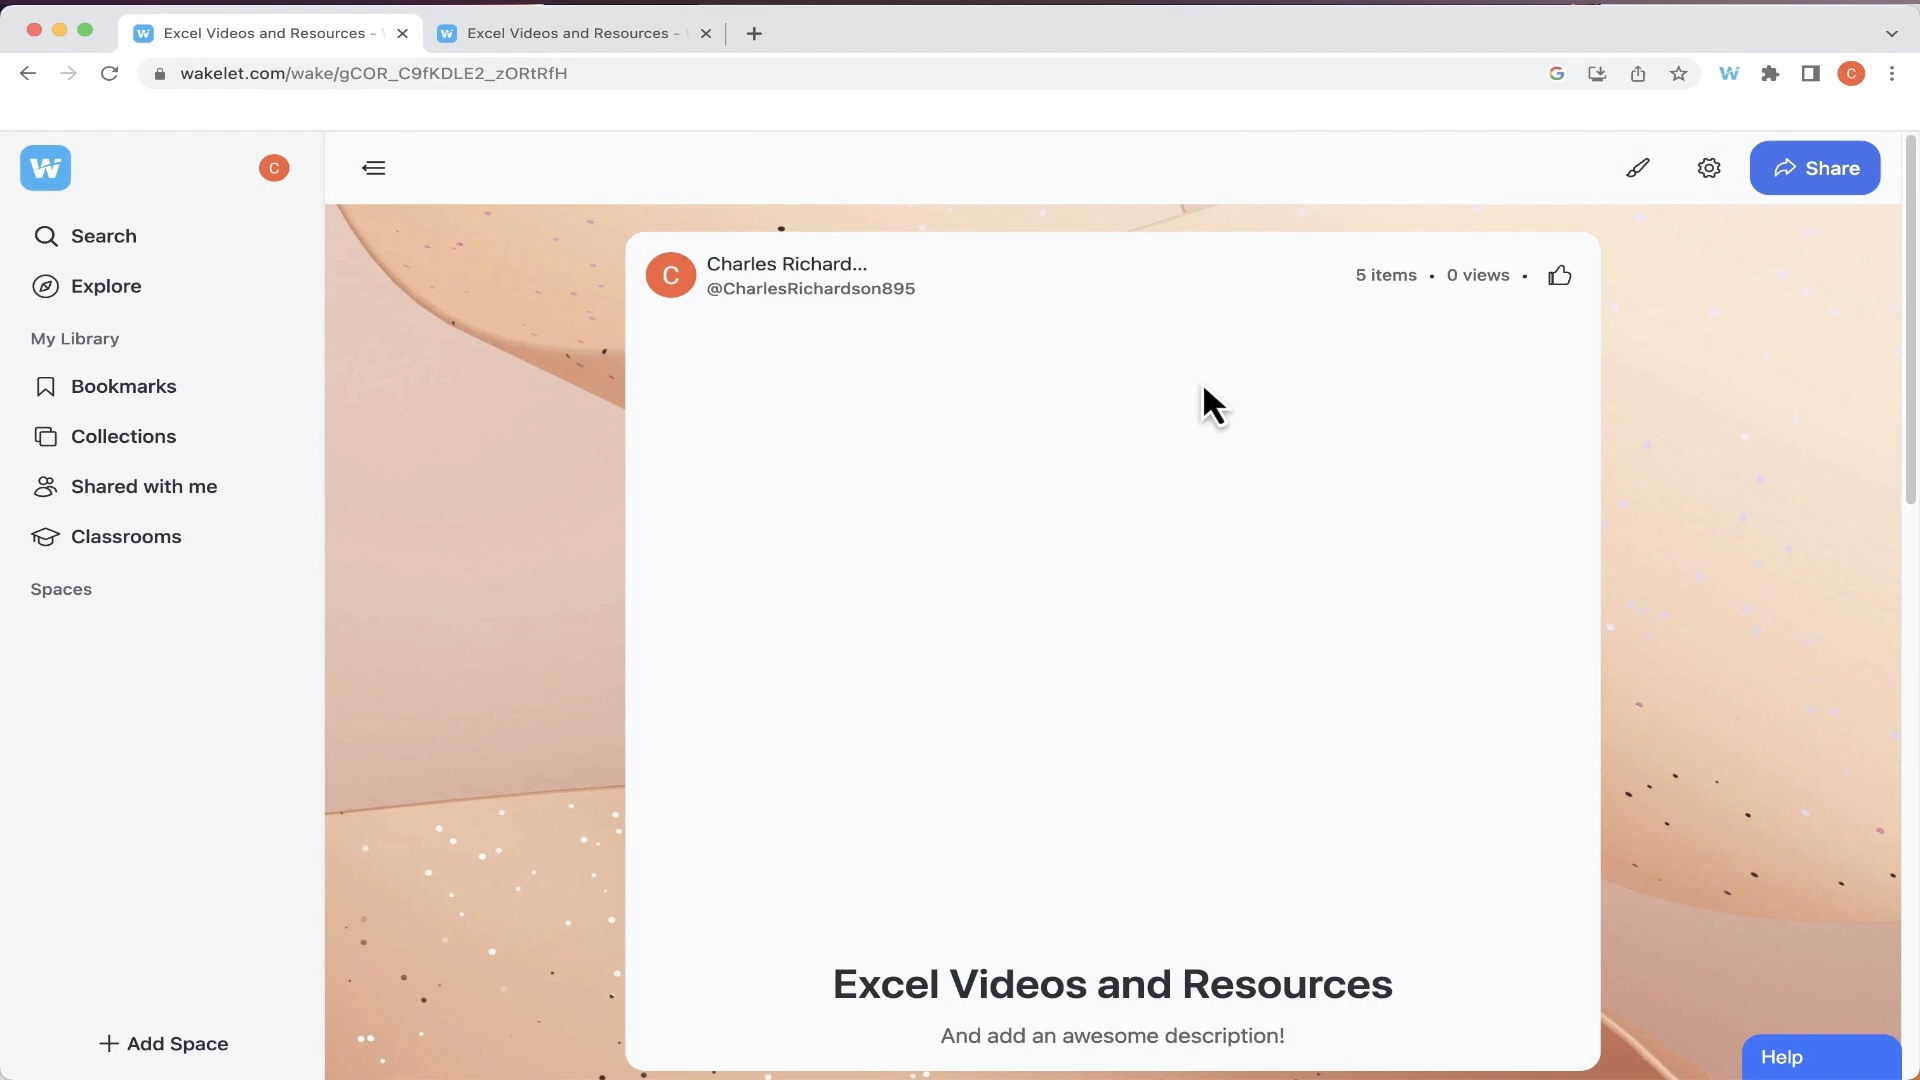 Excel Videos and Resources -
Excel Videos and Resources -
wakelet.com/wake/gCOR_C9fKDLE2_zORtRfH
C
C
Share
Search
Explore
My Library
Bookmarks
Collections
Shared with me
Classrooms
Spaces
Add Space
C
Charles Richard...
@CharlesRichardson895
5 items • 0 views •
Excel Videos and Resources
And add an awesome description!
Help